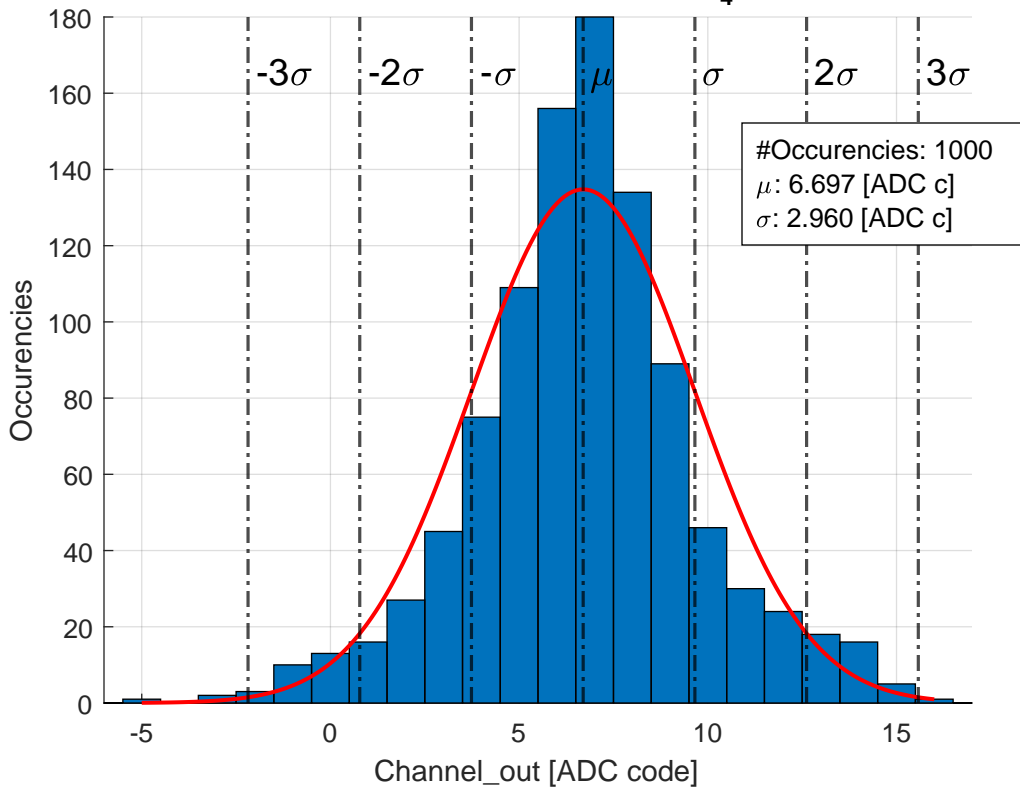 4
180
160
140
120
100
80
60
40
20
0
Occurencies
-3σ -2σ -σ μ σ 2σ 3σ
#Occurencies: 1000
μ: 6.697 [ADC c]
σ: 2.960 [ADC c]
-5 0 5 10 15
Channel_out [ADC code]